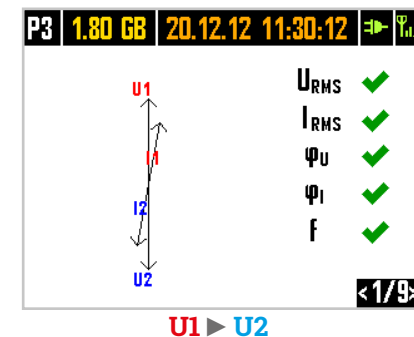 P3 1.80 GB 20.12.12 11:30:12
U1
URMS
I1
IRMS
φU
I2
φI
f
U2
<1/9>
U1 ▶ U2